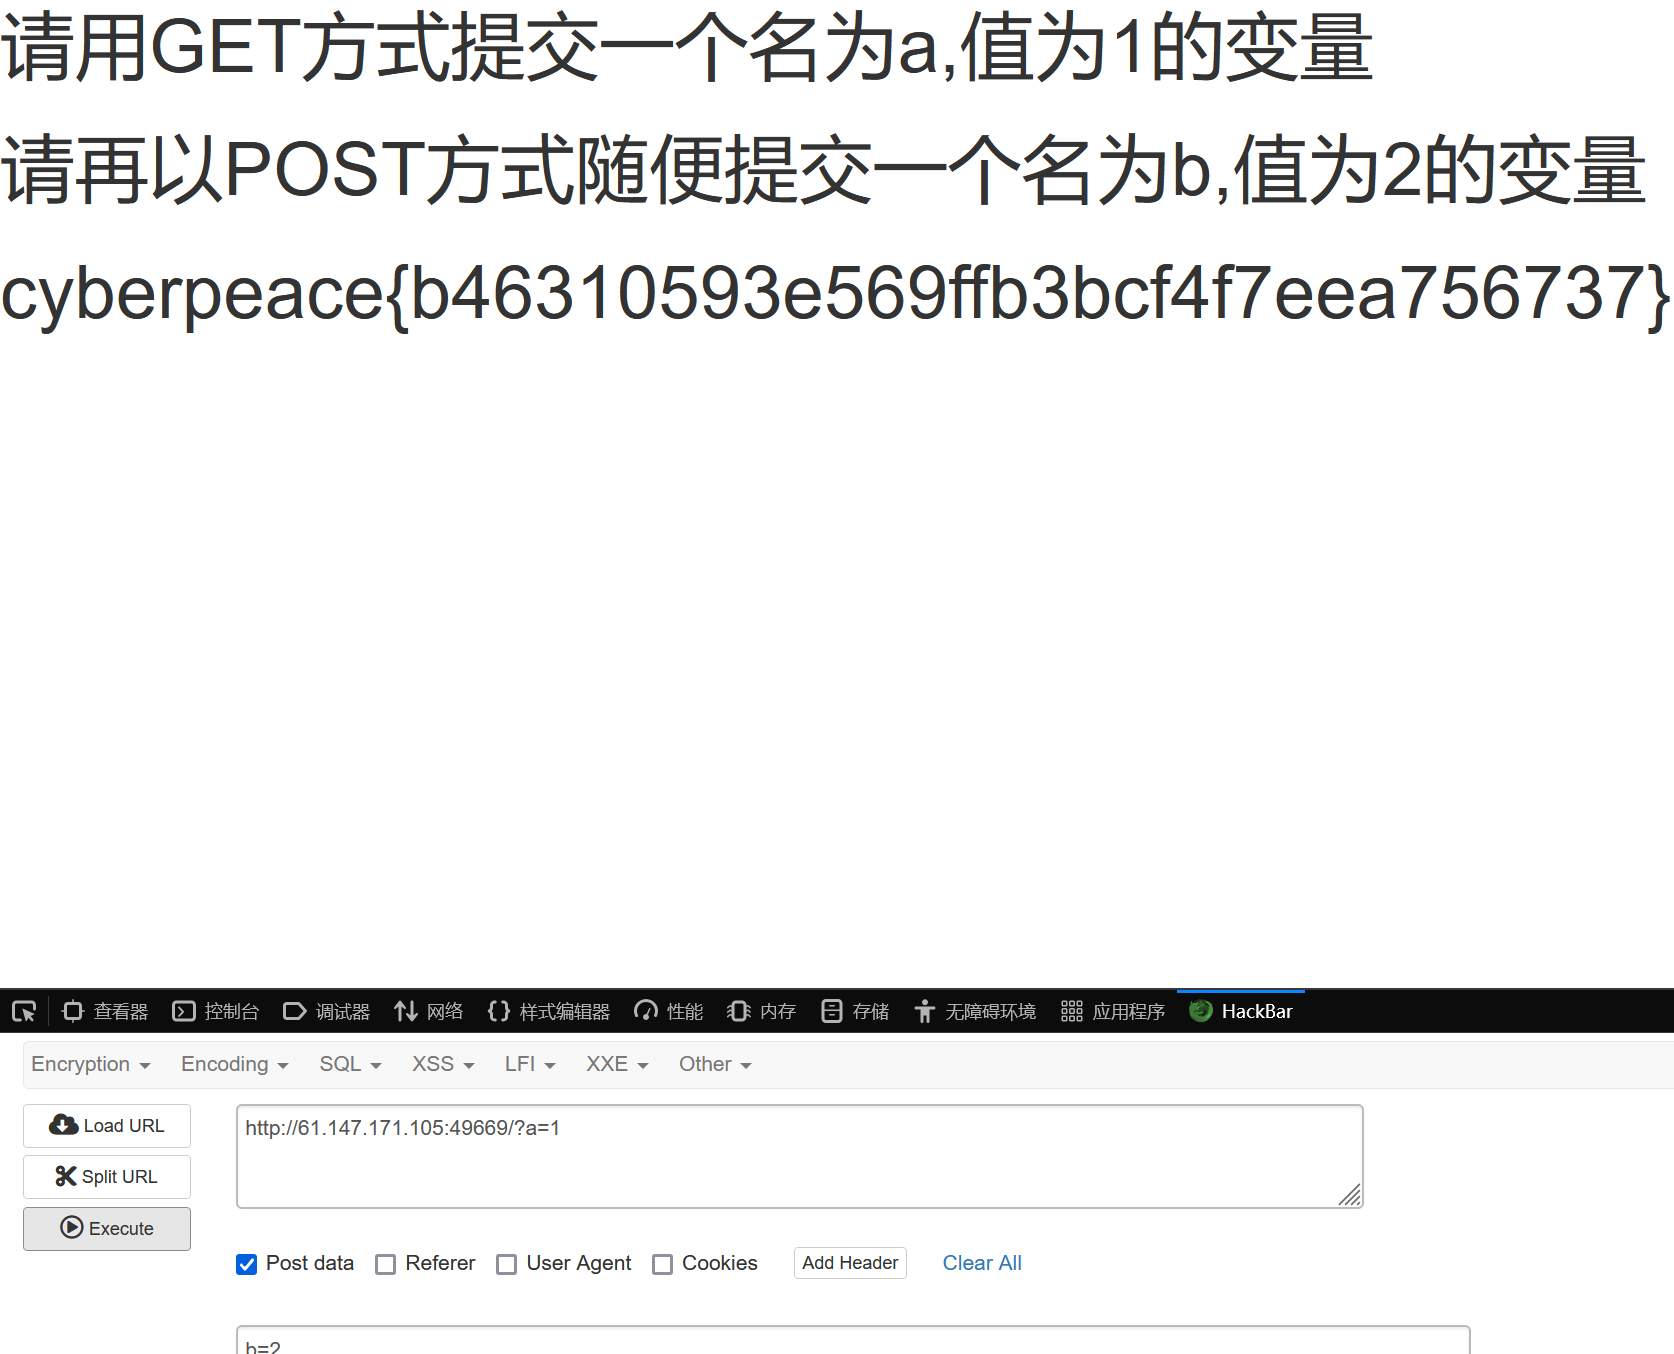 请用GET方式提交一个名为a,值为1的变量
请再以POST方式随便提交一个名为b,值为2的变量
cyberpeace{b46310593e569ffb3bcf4f7eea756737}
查看器 控制台 调试器 网络 样式编辑器 性能 内存 存储 无障碍环境 应用程序 HackBar
Encryption Encoding SQL XSS LFI XXE Other
Load URL
http://61.147.171.105:49669/?a=1
Split URL
Execute
Post data Referer User Agent Cookies Add Header Clear All
b=2